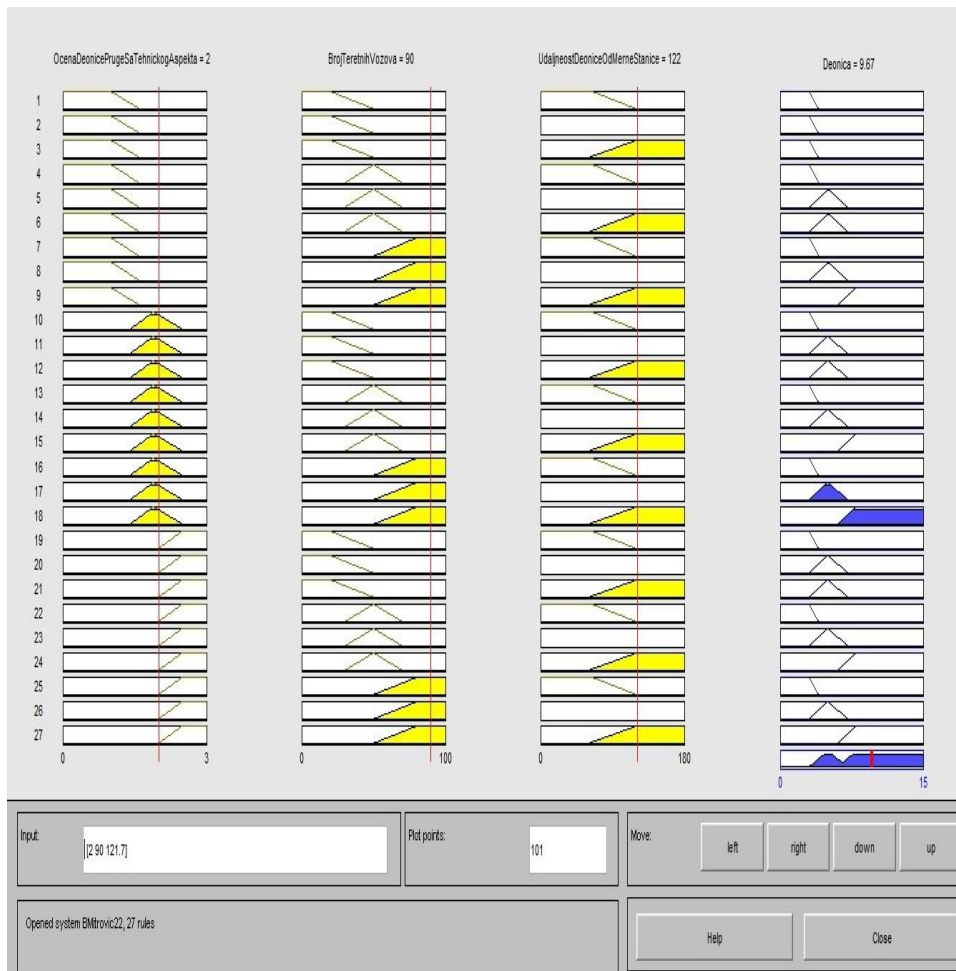 OcenaDeonicePrugeSaTehnickogAspekta = 2
BrojTeretnihVozova = 90
UdaljneostDeoniceOdMerneStanice = 122
Deonica = 9.67
1
2
3
4
5
6
7
8
9
10
11
12
13
14
15
16
17
18
19
20
21
22
23
24
25
26
27
0 3
100
0 180
0 15
Input:
[2 90 121.7]
Plot points:
101
Move:
left
right
down
up
Opened system BMitrovic22, 27 rules
Help
Close